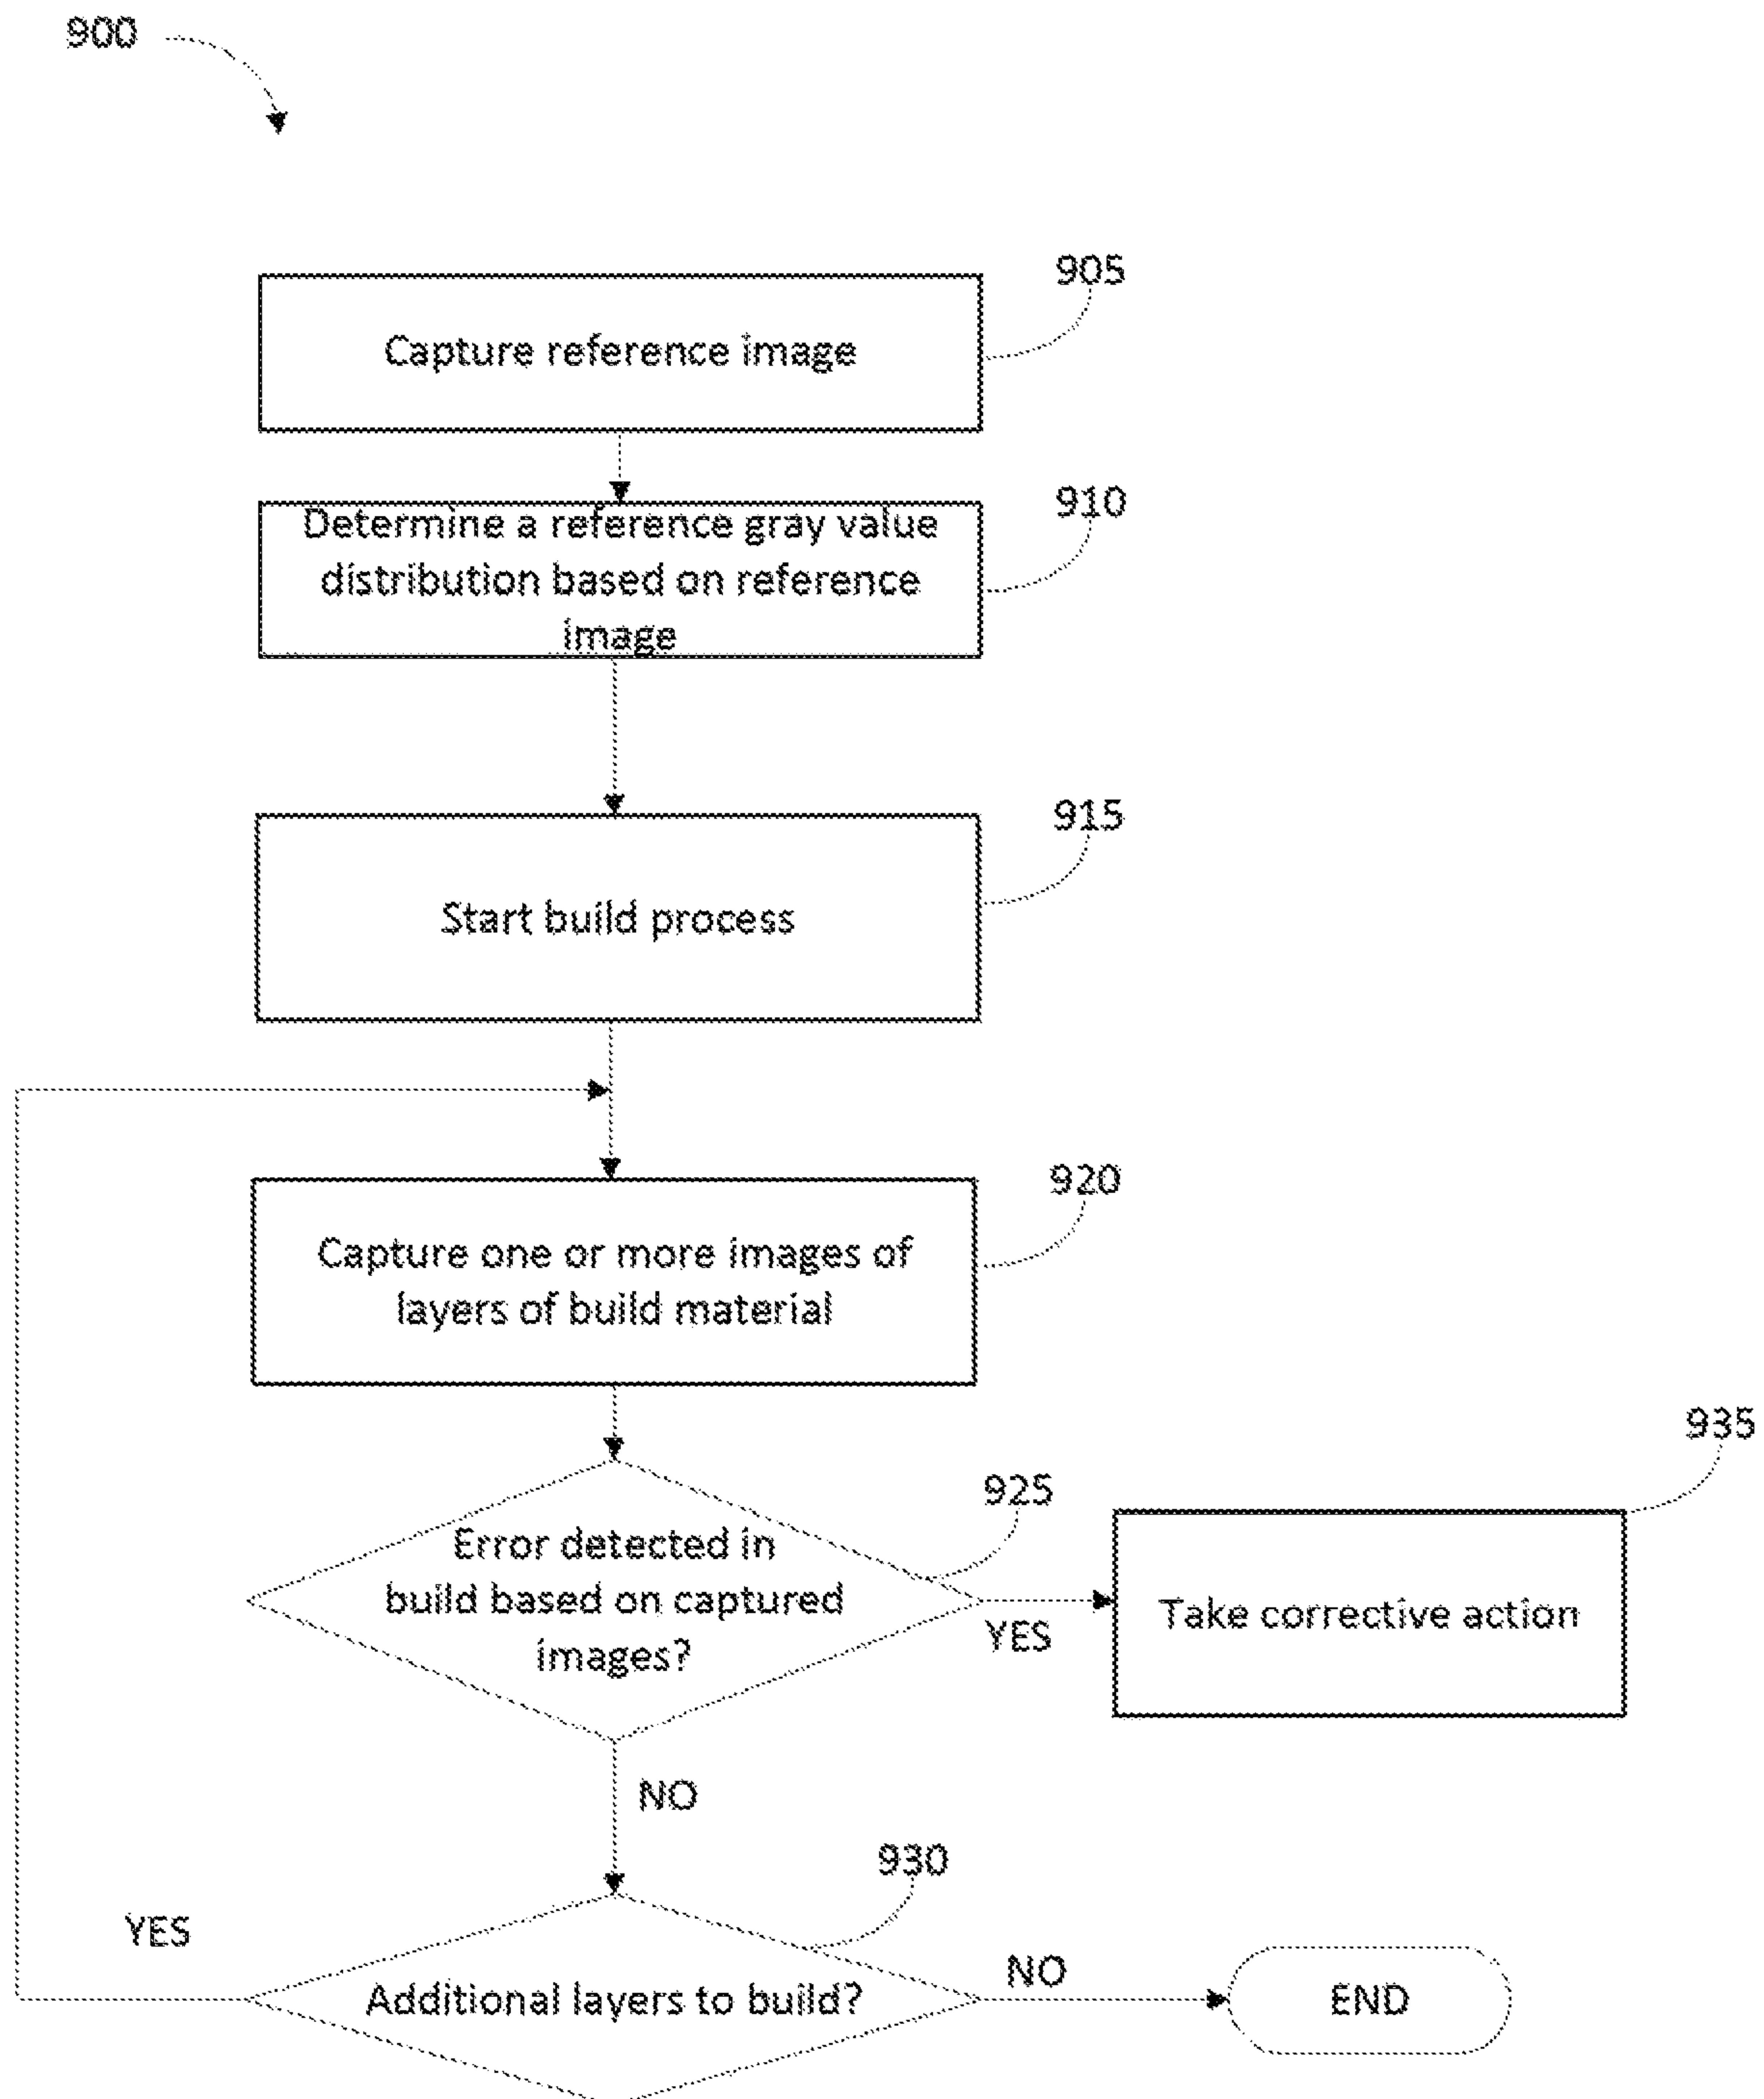 900
905
Capture reference image
910
Determine a reference gray value
distribution based on reference
image
915
Start build process
920
Capture one or more images of
layers of build material
925
935
Error detected in
build based on captured
images?
YES
Take corrective action
NO
930
YES
Additional layers to build?
NO
END